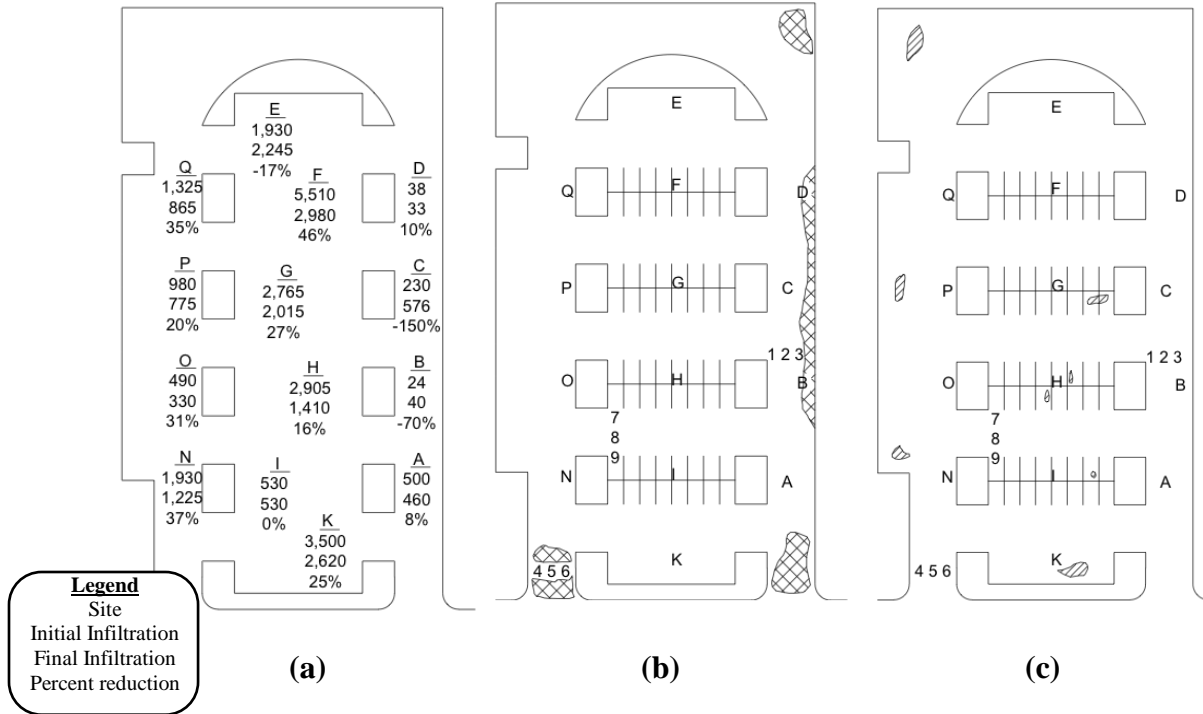 E
1,930
2,245
-17%
Q
1,325
865
35%
F
5,510
2,980
46%
D
38
33
10%
P
980
775
20%
G
2,765
2,015
27%
C
230
576
-150%
O
490
330
31%
H
2,905
1,410
16%
B
24
40
-70%
N
1,930
1,225
37%
I
530
530
0%
A
500
460
8%
K
3,500
2,620
25%
Legend
Site
Initial Infiltration
Final Infiltration
Percent reduction
(a)
E
Q F D
P G C
1 2 3
O H B
7
8
9
N I A
4 5 6 K
(b)
E
Q F D
P G C
1 2 3
O H B
7
8
9
N I A
4 5 6 K
(c)